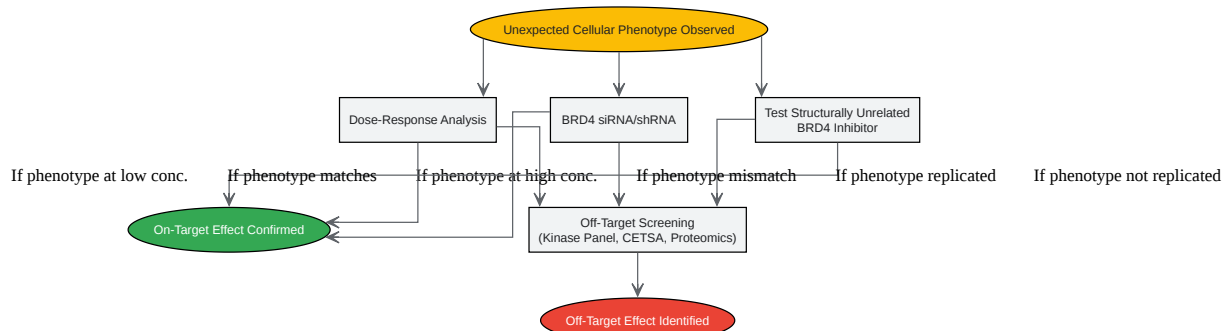 Unexpected Cellular Phenotype Observed
Dose-Response Analysis
BRD4 siRNA/shRNA
Test Structurally Unrelated
BRD4 Inhibitor
If phenotype at low conc.
If phenotype matches
If phenotype at high conc.
If phenotype mismatch
If phenotype replicated
If phenotype not replicated
On-Target Effect Confirmed
Off-Target Screening
(Kinase Panel, CETSA, Proteomics)
Off-Target Effect Identified